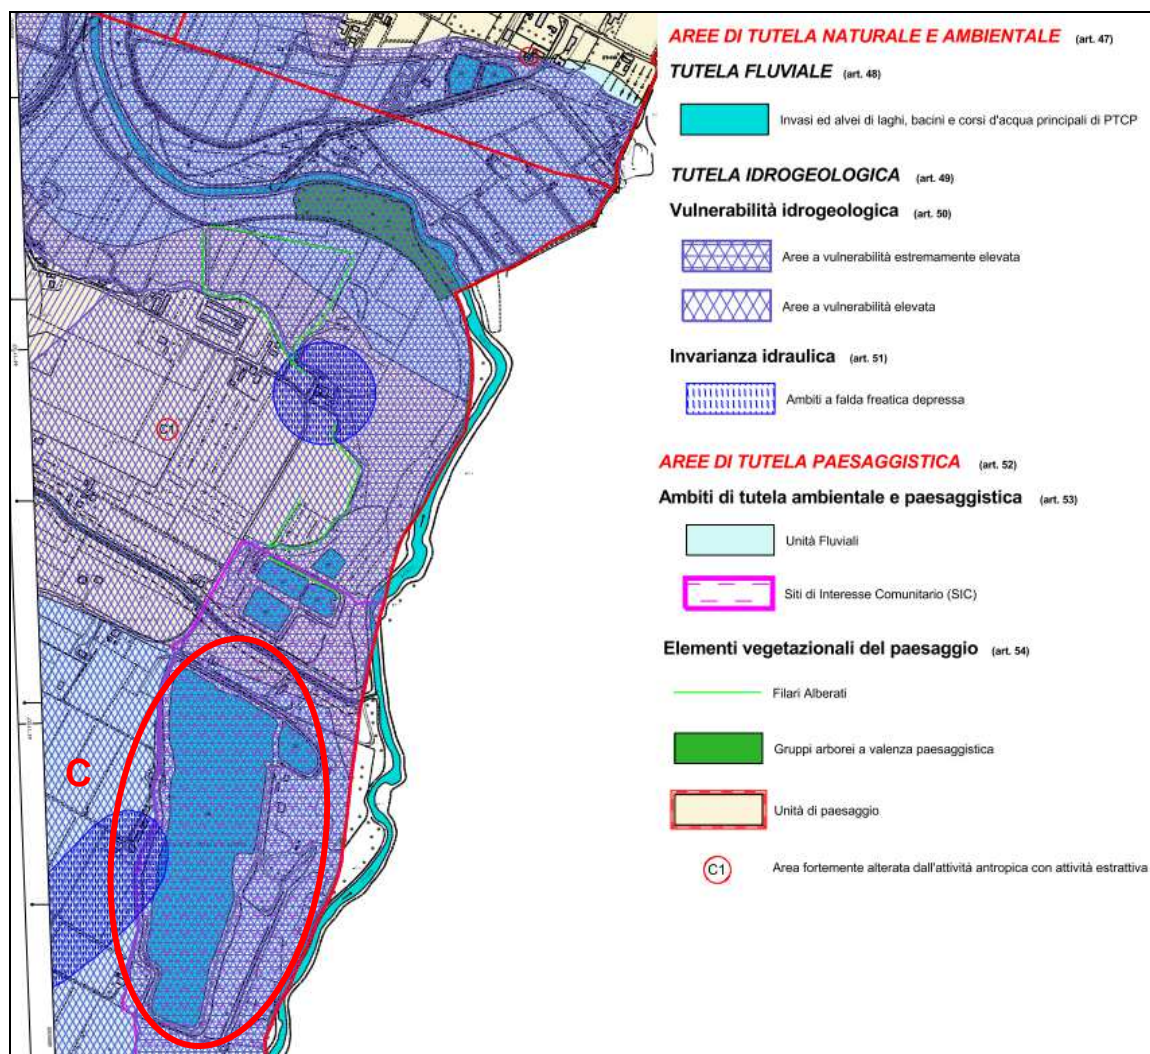 AREE DI TUTELA NATURALE E AMBIENTALE (art. 47)
TUTELA FLUVIALE (art. 48)
Invasi ed alvei di laghi, bacini e corsi d'acqua principali di PTCP
TUTELA IDROGEOLOGICA (art. 49)
Vulnerabilità idrogeologica (art. 50)
Aree a vulnerabilità estremamente elevata
Aree a vulnerabilità elevata
Invarianza idraulica (art. 51)
Ambiti a falda freatica depressa
AREE DI TUTELA PAESAGGISTICA (art. 52)
Ambiti di tutela ambientale e paesaggistica (art. 53)
Unità Fluviali
Siti di Interesse Comunitario (SIC)
Elementi vegetazionali del paesaggio (art. 54)
Filari Alberati
Gruppi arborei a valenza paesaggistica
Unità di paesaggio
C1 Area fortemente alterata dall'attività antropica con attività estrattiva
C1
C